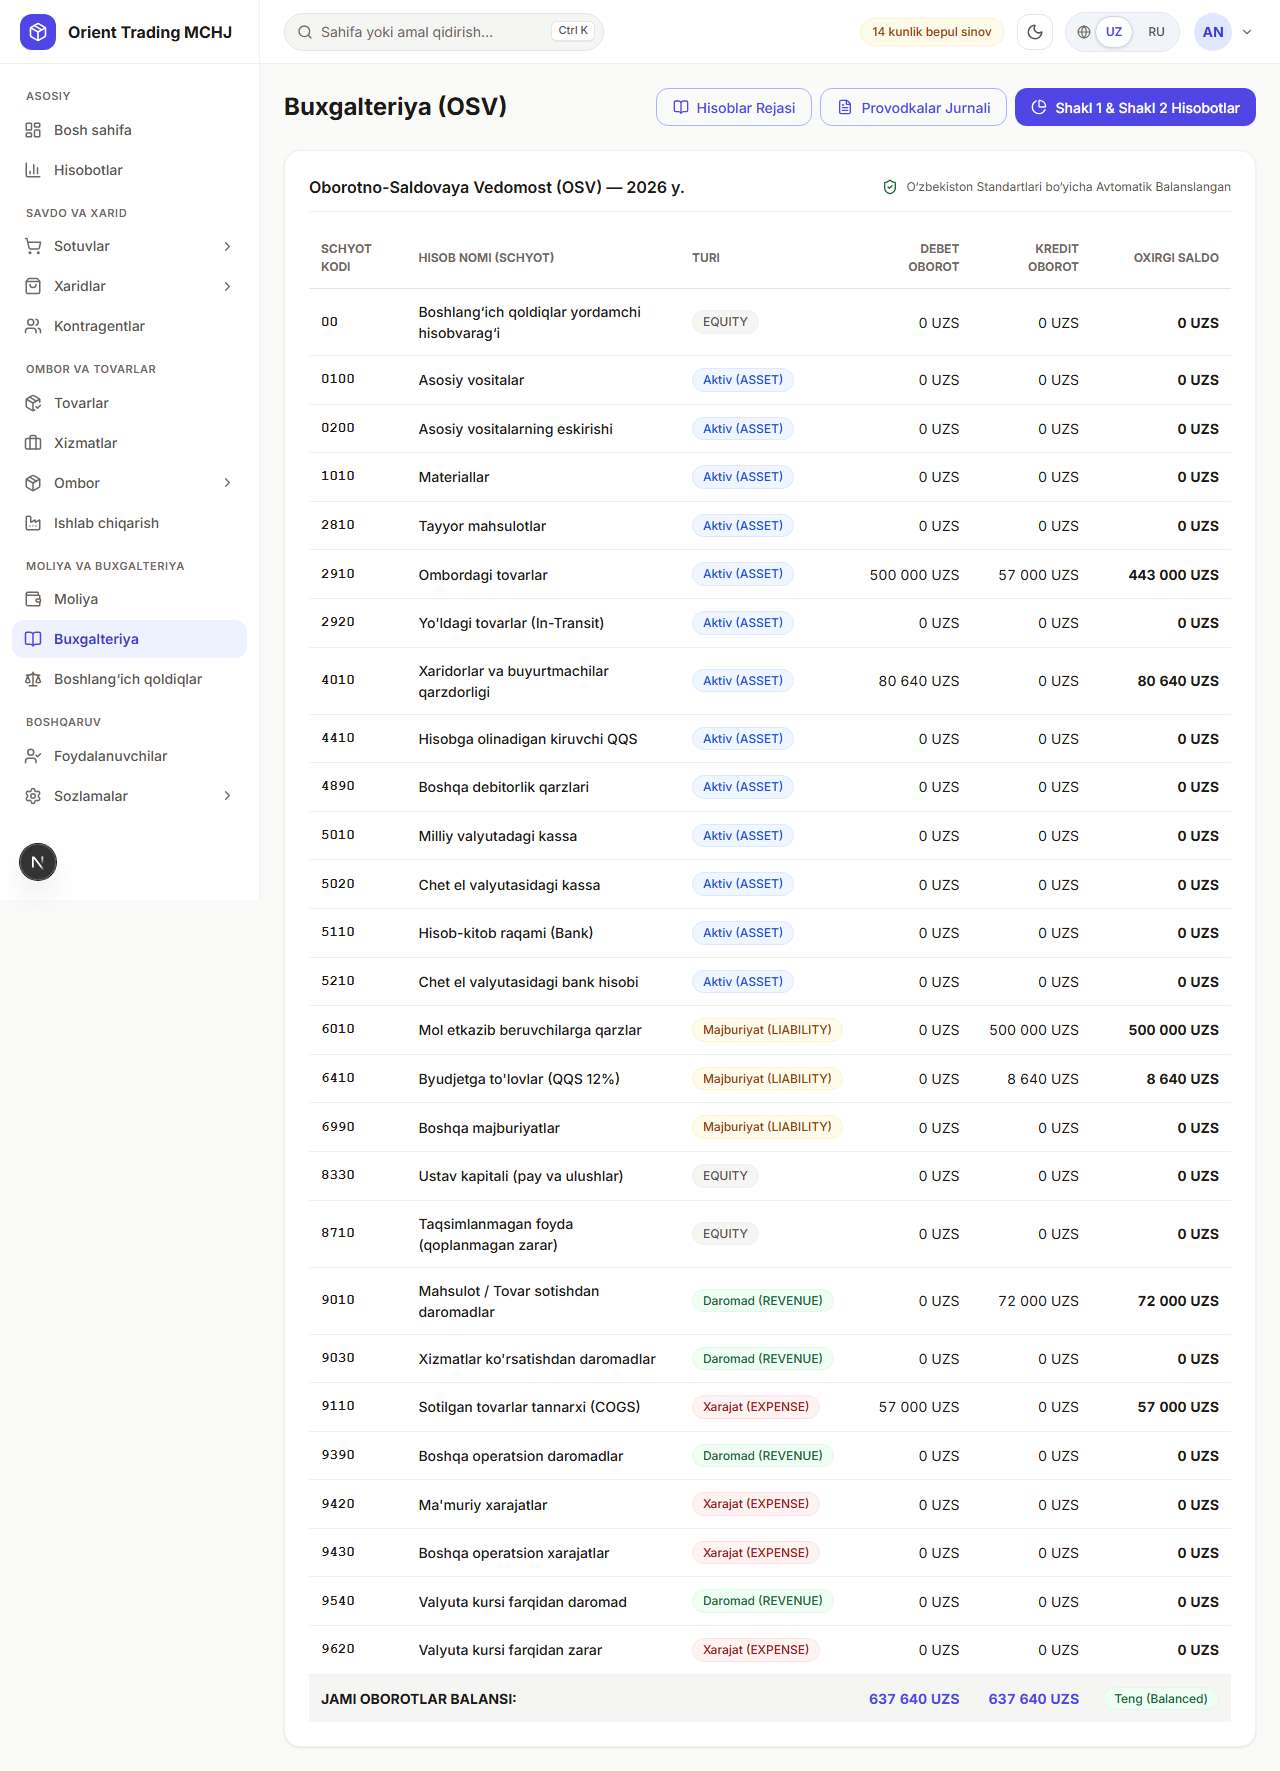 Orient Trading MCHJ
Sahifa yoki amal qidirish...
Ctrl K
14 kunlik bepul sinov
UZ
RU
AN
ASOSIY
Bosh sahifa
Hisobotlar
SAVDO VA XARID
Sotuvlar
Xaridlar
Kontragentlar
OMBOR VA TOVARLAR
Tovarlar
Xizmatlar
Ombor
Ishlab chiqarish
MOLIYA VA BUXGALTERIYA
Moliya
Buxgalteriya
Boshlangʻich qoldiqlar
BOSHQARUV
Foydalanuvchilar
Sozlamalar
N
Buxgalteriya (OSV)
Hisoblar Rejasi
Provodkalar Jurnali
Shakl 1 & Shakl 2 Hisobotlar
Oborotno-Saldovaya Vedomost (OSV) — 2026 y.
Oʻzbekiston Standartlari boʻyicha Avtomatik Balanslangan
SCHYOT KODI HISOB NOMI (SCHYOT) TURI DEBET OBOROT KREDIT OBOROT OXIRGI SALDO
00 Boshlangʻich qoldiqlar yordamchi hisobvaragʻi EQUITY 0 UZS 0 UZS 0 UZS
0100 Asosiy vositalar Aktiv (ASSET) 0 UZS 0 UZS 0 UZS
0200 Asosiy vositalarning eskirishi Aktiv (ASSET) 0 UZS 0 UZS 0 UZS
1010 Materiallar Aktiv (ASSET) 0 UZS 0 UZS 0 UZS
2810 Tayyor mahsulotlar Aktiv (ASSET) 0 UZS 0 UZS 0 UZS
2910 Ombordagi tovarlar Aktiv (ASSET) 500 000 UZS 57 000 UZS 443 000 UZS
2920 Yo'ldagi tovarlar (In-Transit) Aktiv (ASSET) 0 UZS 0 UZS 0 UZS
4010 Xaridorlar va buyurtmachilar qarzdorligi Aktiv (ASSET) 80 640 UZS 0 UZS 80 640 UZS
4410 Hisobga olinadigan kiruvchi QQS Aktiv (ASSET) 0 UZS 0 UZS 0 UZS
4890 Boshqa debitorlik qarzlari Aktiv (ASSET) 0 UZS 0 UZS 0 UZS
5010 Milliy valyutadagi kassa Aktiv (ASSET) 0 UZS 0 UZS 0 UZS
5020 Chet el valyutasidagi kassa Aktiv (ASSET) 0 UZS 0 UZS 0 UZS
5110 Hisob-kitob raqami (Bank) Aktiv (ASSET) 0 UZS 0 UZS 0 UZS
5210 Chet el valyutasidagi bank hisobi Aktiv (ASSET) 0 UZS 0 UZS 0 UZS
6010 Mol etkazib beruvchilarga qarzlar Majburiyat (LIABILITY) 0 UZS 500 000 UZS 500 000 UZS
6410 Byudjetga to'lovlar (QQS 12%) Majburiyat (LIABILITY) 0 UZS 8 640 UZS 8 640 UZS
6990 Boshqa majburiyatlar Majburiyat (LIABILITY) 0 UZS 0 UZS 0 UZS
8330 Ustav kapitali (pay va ulushlar) EQUITY 0 UZS 0 UZS 0 UZS
8710 Taqsimlanmagan foyda (qoplanmagan zarar) EQUITY 0 UZS 0 UZS 0 UZS
9010 Mahsulot / Tovar sotishdan daromadlar Daromad (REVENUE) 0 UZS 72 000 UZS 72 000 UZS
9030 Xizmatlar ko'rsatishdan daromadlar Daromad (REVENUE) 0 UZS 0 UZS 0 UZS
9110 Sotilgan tovarlar tannarxi (COGS) Xarajat (EXPENSE) 57 000 UZS 0 UZS 57 000 UZS
9390 Boshqa operatsion daromadlar Daromad (REVENUE) 0 UZS 0 UZS 0 UZS
9420 Ma'muriy xarajatlar Xarajat (EXPENSE) 0 UZS 0 UZS 0 UZS
9430 Boshqa operatsion xarajatlar Xarajat (EXPENSE) 0 UZS 0 UZS 0 UZS
9540 Valyuta kursi farqidan daromad Daromad (REVENUE) 0 UZS 0 UZS 0 UZS
9620 Valyuta kursi farqidan zarar Xarajat (EXPENSE) 0 UZS 0 UZS 0 UZS
JAMI OBOROTLAR BALANSI: 637 640 UZS 637 640 UZS Teng (Balanced)